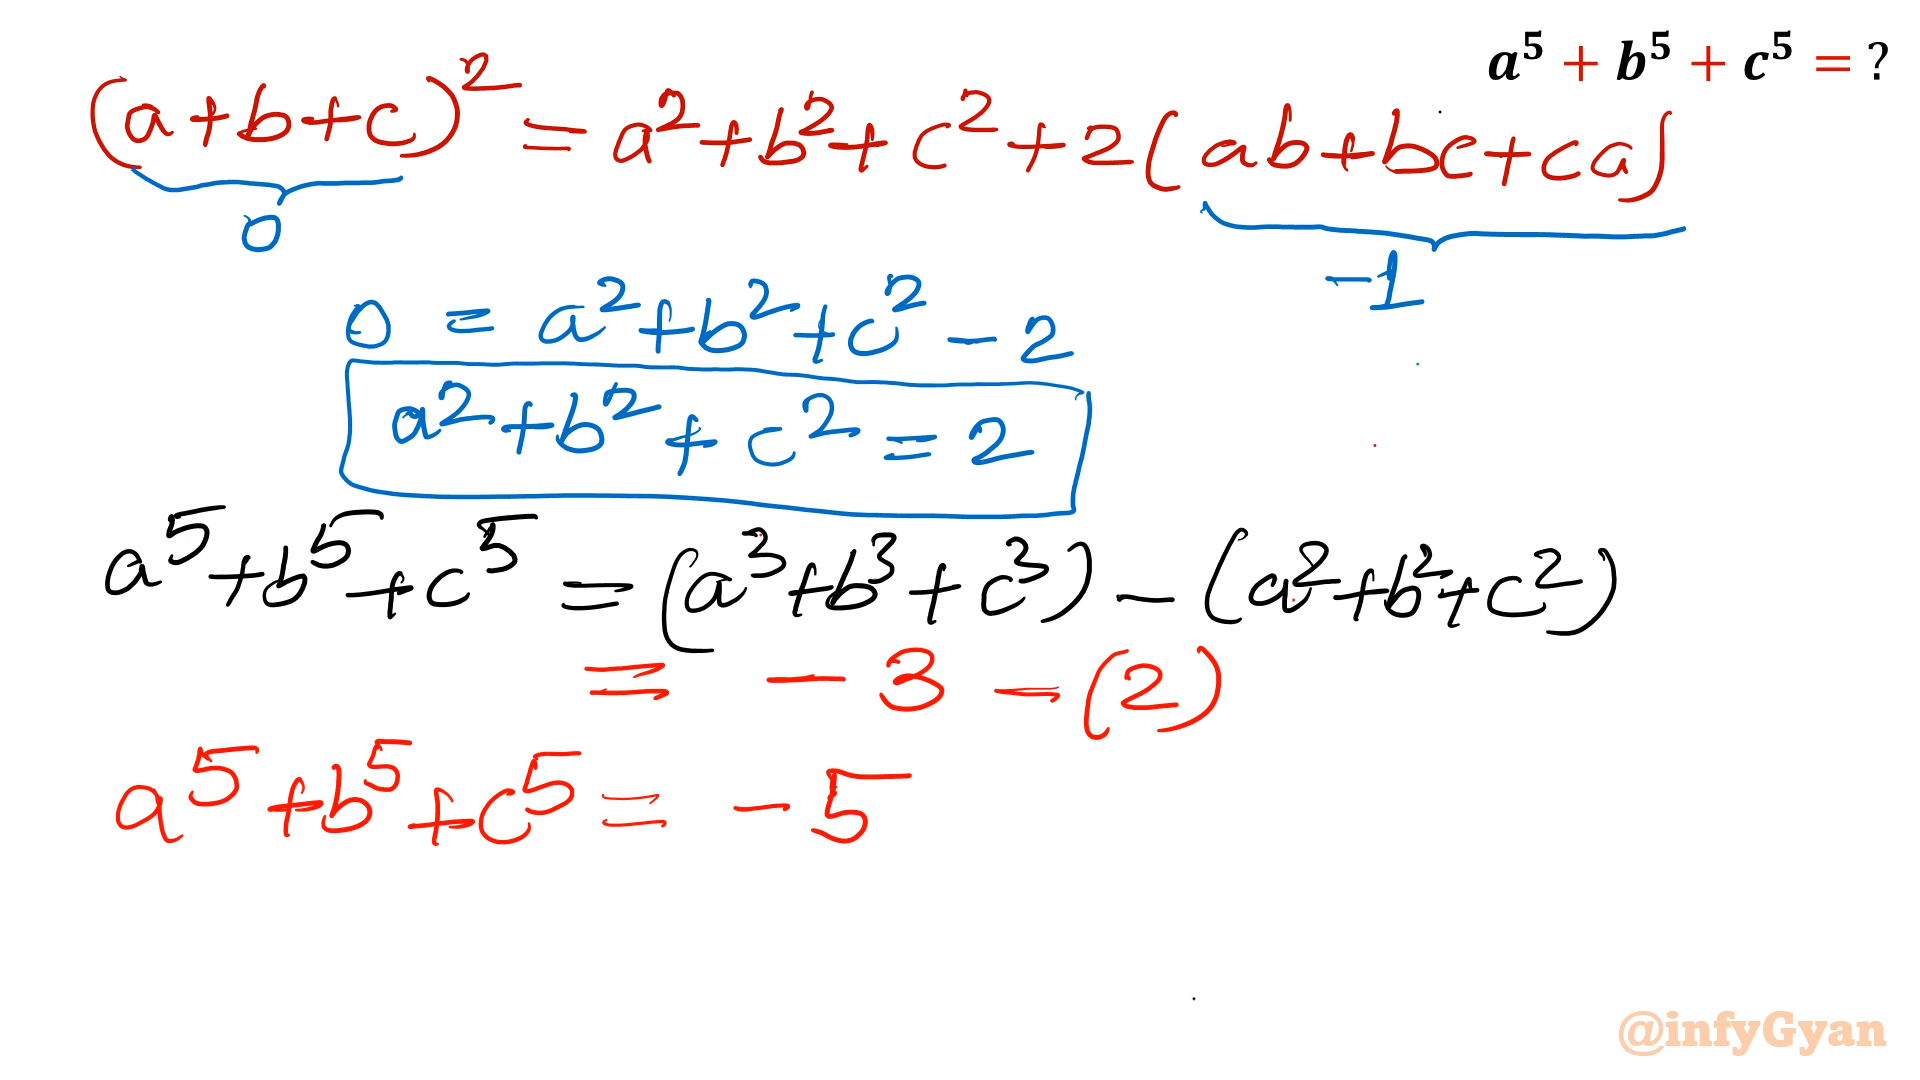 a⁵ + b⁵ + c⁵ = ?
(a+b+c)² = a²+b²+c²+2(ab+bc+ca)
0
-1
0 = a²+b²+c²-2
a²+b²+c²=2
a⁵+b⁵+c⁵ = (a³+b³+c³) - (a²+b²+c²)
= -3 -(2)
a⁵+b⁵+c⁵ = -5
@infyGyan